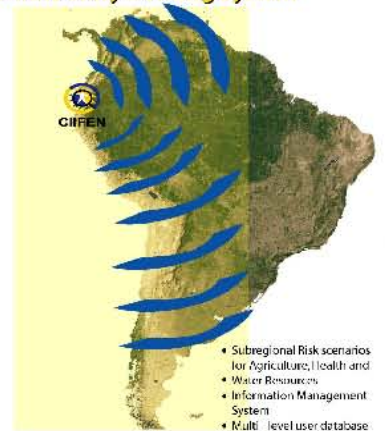 CIIFEN
• Subregional Risk scenarios
for Agriculture, Health and
• Water Resources
• Information Management
System
• Multi level user database